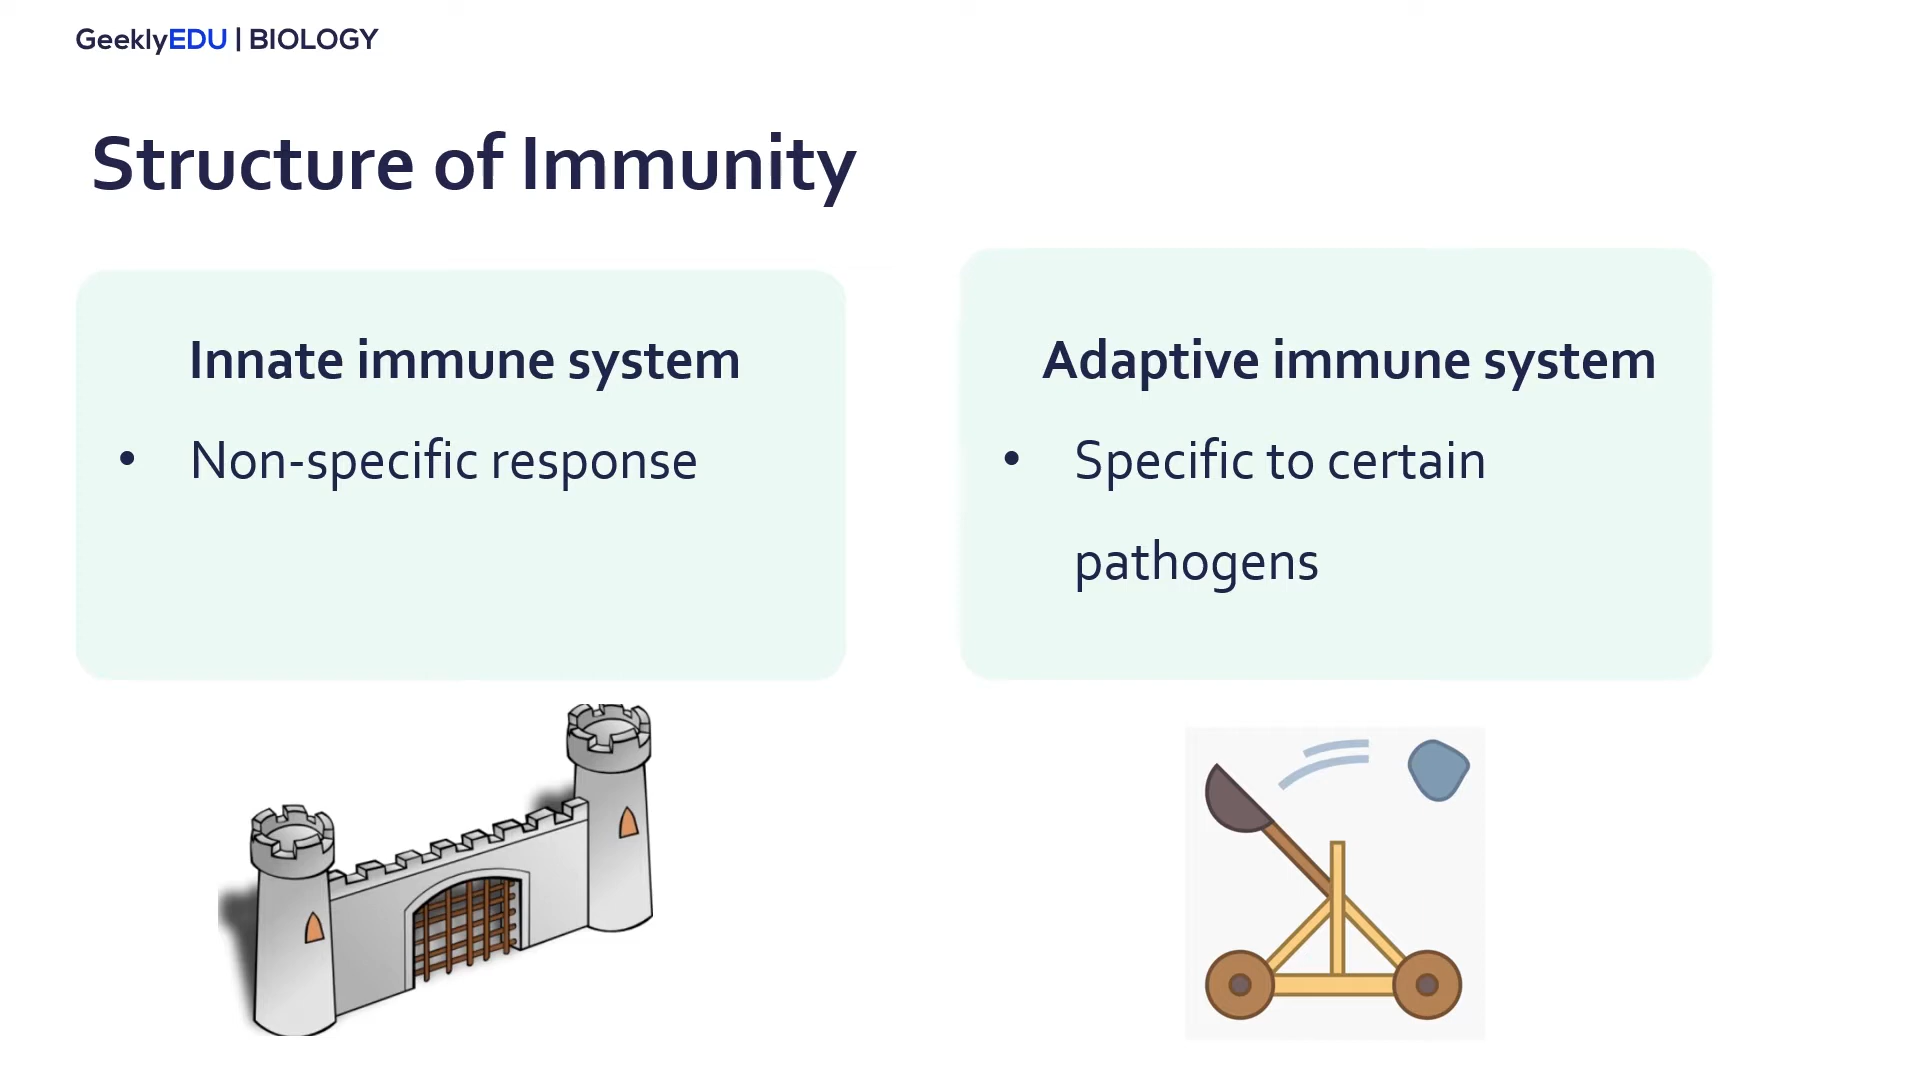 GeeklyEDU | BIOLOGY
Structure of Immunity
Innate immune system
• Non-specific response
Adaptive immune system
• Specific to certain
pathogens